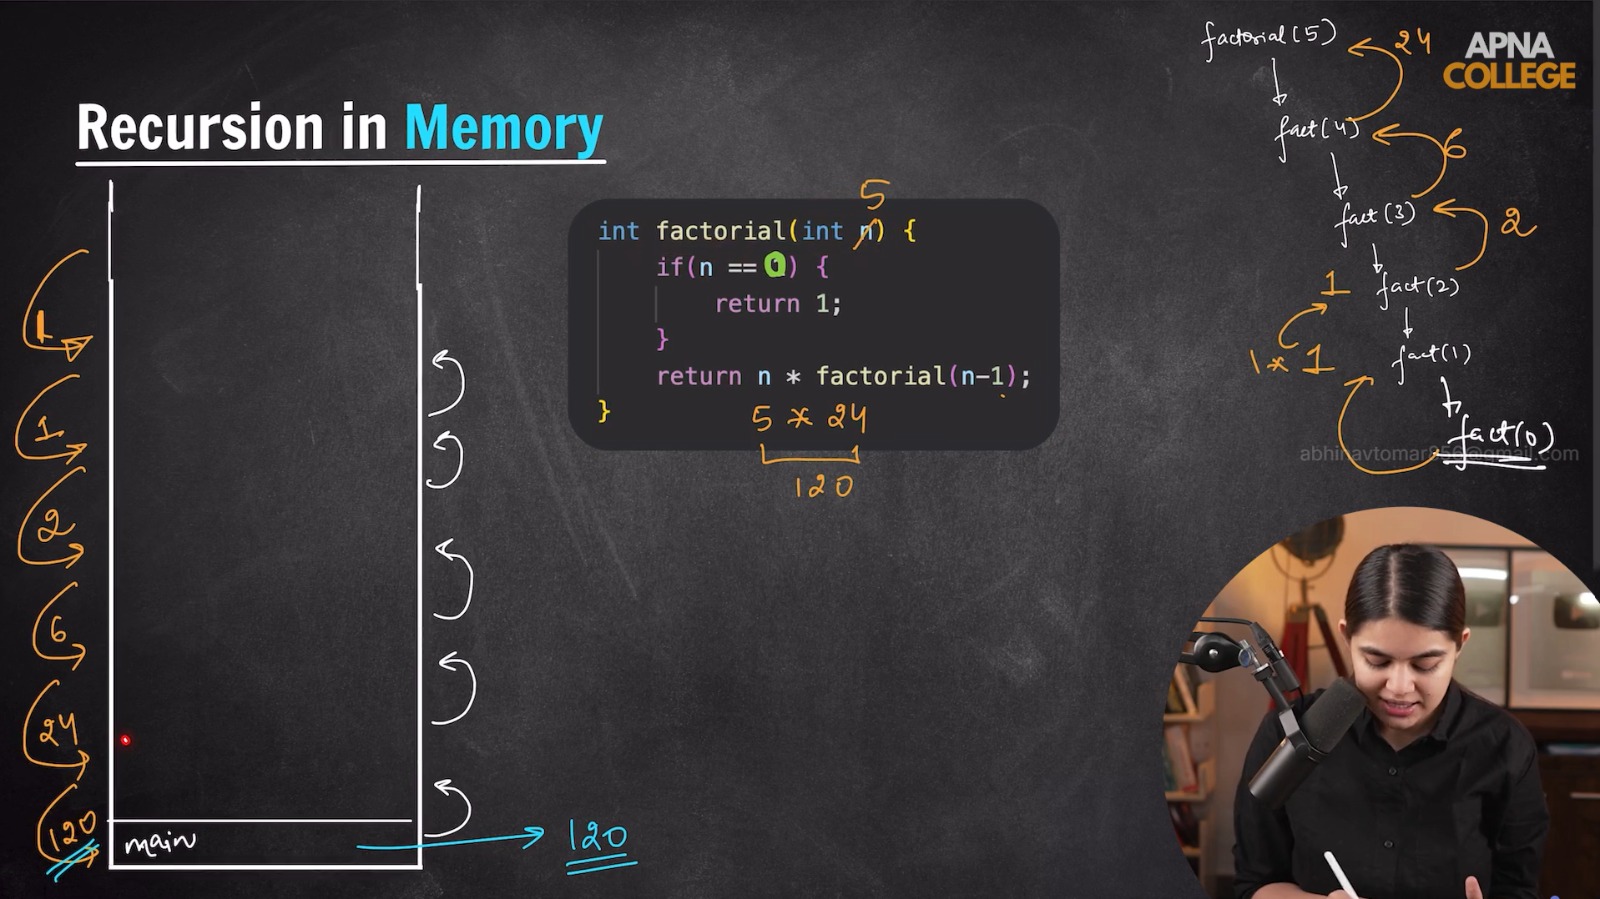 factorial(5)
24
APNA
COLLEGE
Recursion in Memory
fact(4)
6
5
int factorial(int n) {
fact(3)
2
if(n == 0) {
1
fact(2)
return 1;
}
1 * 1
fact(1)
return n * factorial(n-1);
}
5 * 24
fact(0)
120
1
1
2
6
24
120
main
120